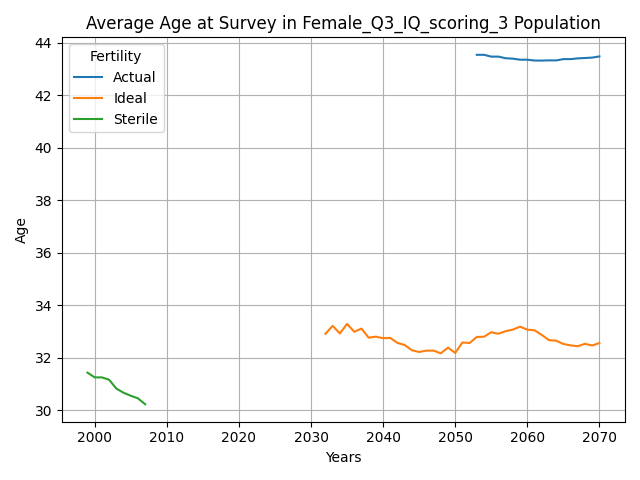 Average Age at Survey in Female_Q3_IQ_scoring_3 Population
Fertility
Actual
Ideal
Sterile
Age
44
42
40
38
36
34
32
30
2000 2010 2020 2030 2040 2050 2060 2070
Years